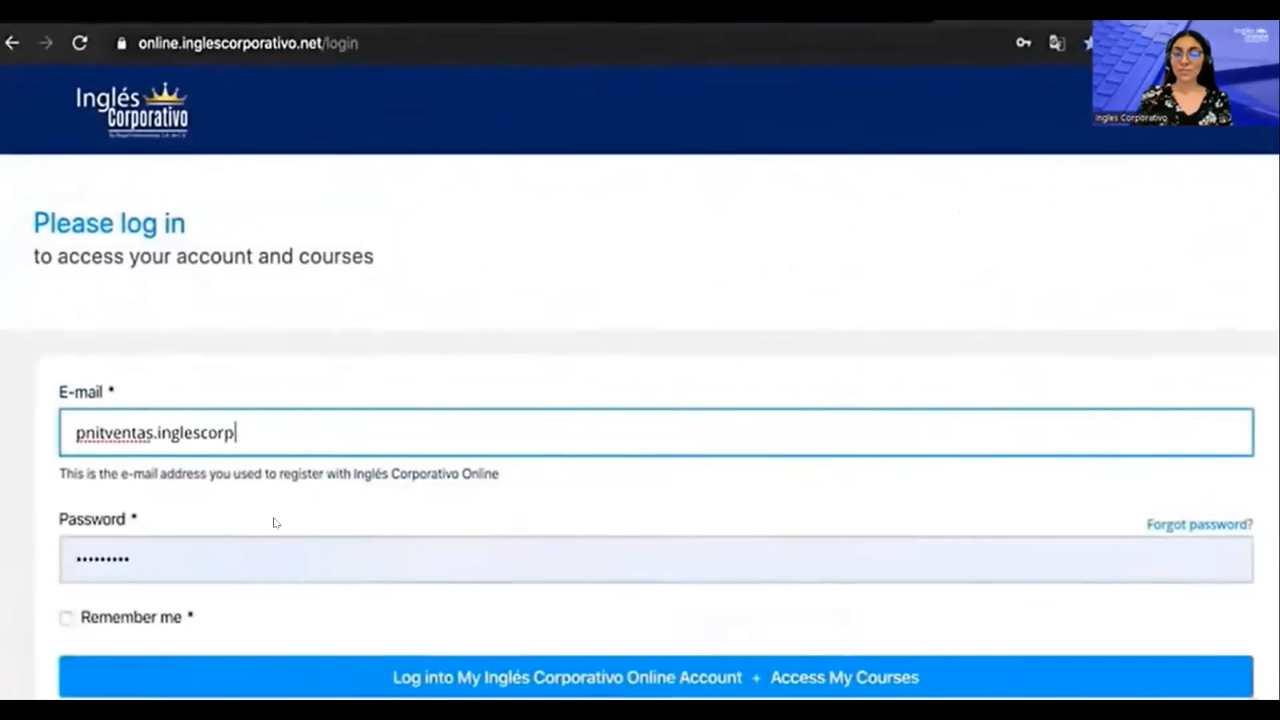 online.inglescorporativo.net/login
Inglés
Corporativo
Ingles Corporativo
Please log in
to access your account and courses
E-mail *
pnitventas.inglescorp
This is the e-mail address you used to register with Inglés Corporativo Online
Password *
Forgot password?
•••••••••
Remember me *
Log into My Inglés Corporativo Online Account + Access My Courses